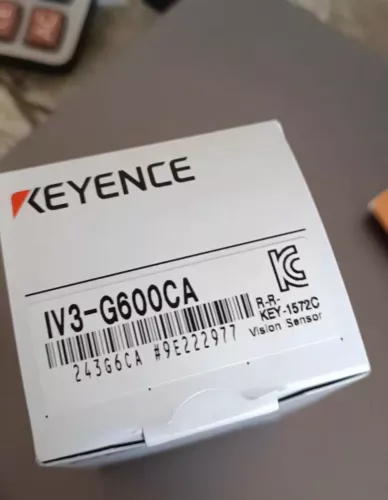 KEYENCE
IV3-G600CA
243G6CA #9E222977
R-R-
KEY-1572C
Vision Sensor